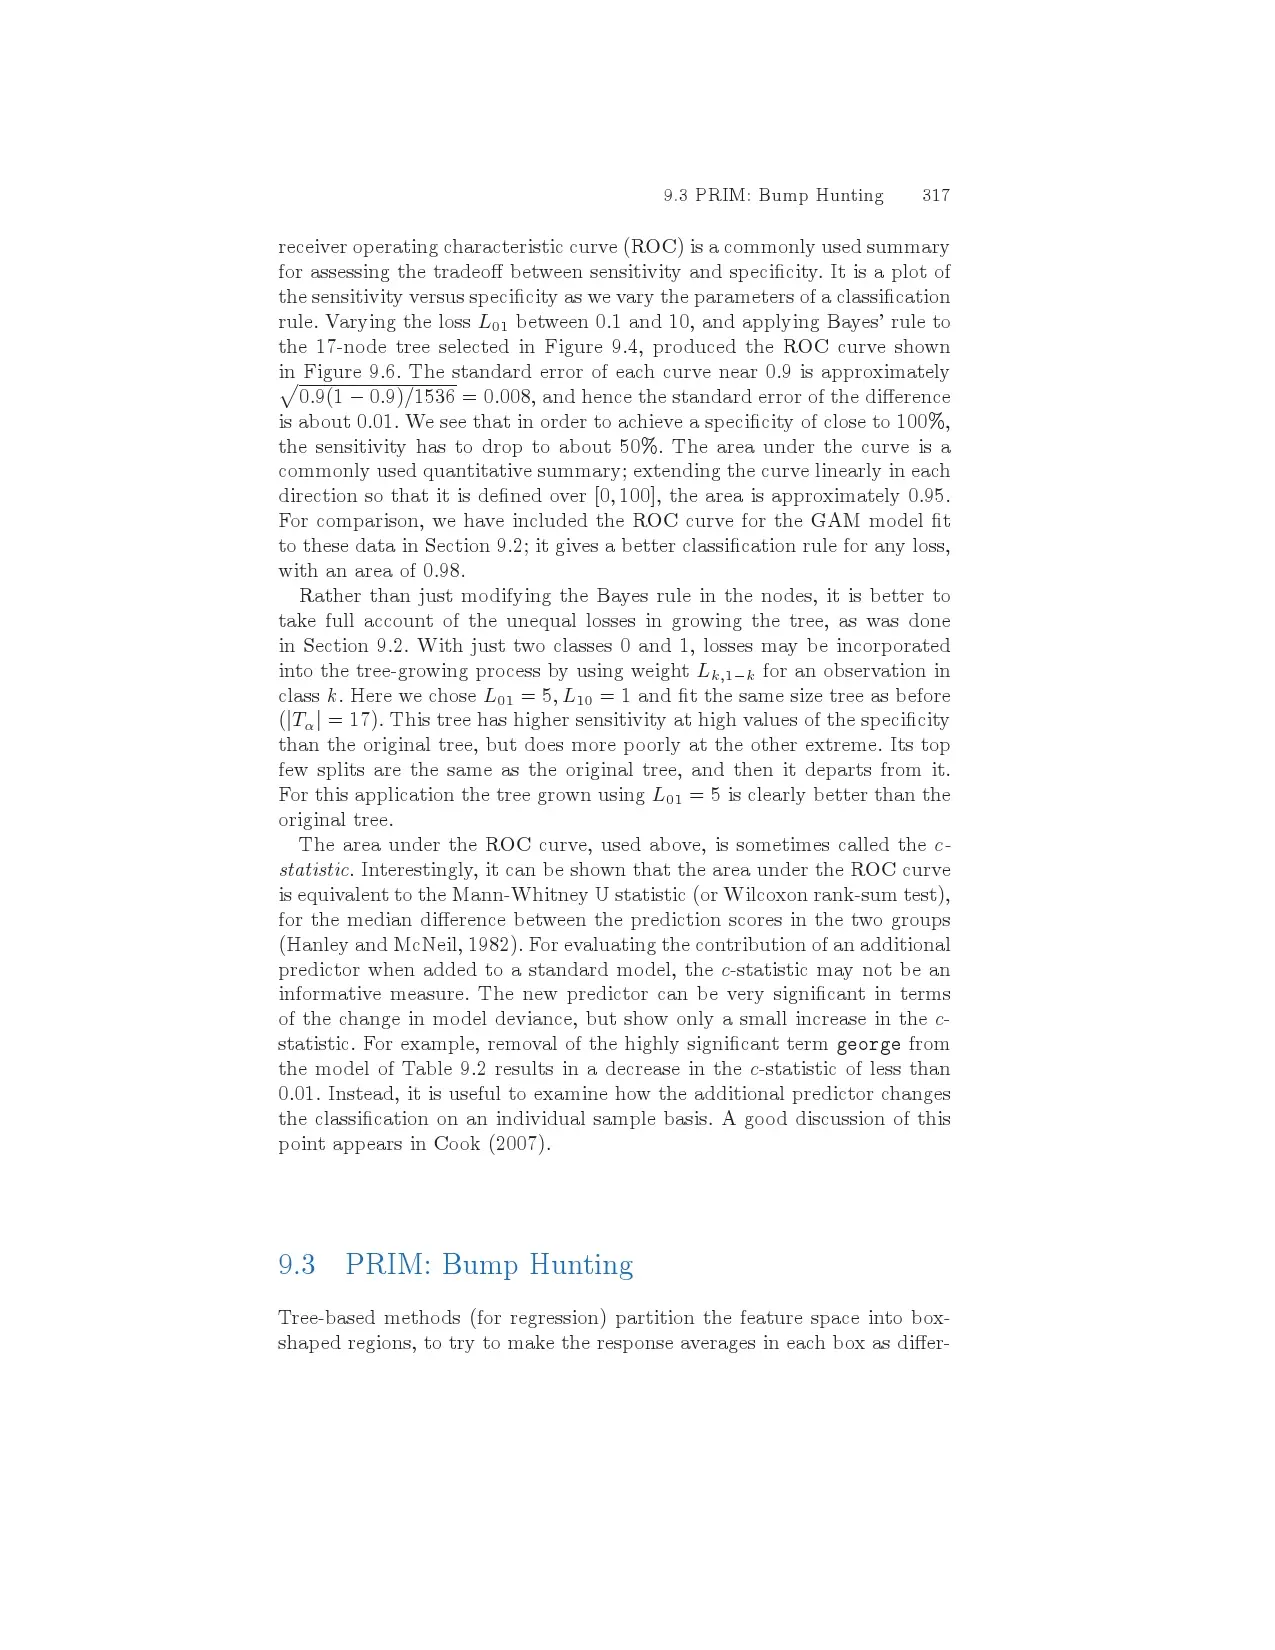 9.3 PRIM: Bump Hunting 317
receiver operating characteristic curve (ROC) is a commonly used summary
for assessing the tradeoff between sensitivity and specificity. It is a plot of
the sensitivity versus specificity as we vary the parameters of a classification
rule. Varying the loss L₀₁ between 0.1 and 10, and applying Bayes' rule to
the 17-node tree selected in Figure 9.4, produced the ROC curve shown
in Figure 9.6. The standard error of each curve near 0.9 is approximately
√0.9(1 − 0.9)/1536 = 0.008, and hence the standard error of the difference
is about 0.01. We see that in order to achieve a specificity of close to 100%,
the sensitivity has to drop to about 50%. The area under the curve is a
commonly used quantitative summary; extending the curve linearly in each
direction so that it is defined over [0, 100], the area is approximately 0.95.
For comparison, we have included the ROC curve for the GAM model fit
to these data in Section 9.2; it gives a better classification rule for any loss,
with an area of 0.98.
Rather than just modifying the Bayes rule in the nodes, it is better to
take full account of the unequal losses in growing the tree, as was done
in Section 9.2. With just two classes 0 and 1, losses may be incorporated
into the tree-growing process by using weight Lₖ,₁₋ₖ for an observation in
class k. Here we chose L₀₁ = 5, L₁₀ = 1 and fit the same size tree as before
(|Tα| = 17). This tree has higher sensitivity at high values of the specificity
than the original tree, but does more poorly at the other extreme. Its top
few splits are the same as the original tree, and then it departs from it.
For this application the tree grown using L₀₁ = 5 is clearly better than the
original tree.
The area under the ROC curve, used above, is sometimes called the c-
statistic. Interestingly, it can be shown that the area under the ROC curve
is equivalent to the Mann-Whitney U statistic (or Wilcoxon rank-sum test),
for the median difference between the prediction scores in the two groups
(Hanley and McNeil, 1982). For evaluating the contribution of an additional
predictor when added to a standard model, the c-statistic may not be an
informative measure. The new predictor can be very significant in terms
of the change in model deviance, but show only a small increase in the c-
statistic. For example, removal of the highly significant term george from
the model of Table 9.2 results in a decrease in the c-statistic of less than
0.01. Instead, it is useful to examine how the additional predictor changes
the classification on an individual sample basis. A good discussion of this
point appears in Cook (2007).
9.3 PRIM: Bump Hunting
Tree-based methods (for regression) partition the feature space into box-
shaped regions, to try to make the response averages in each box as differ-